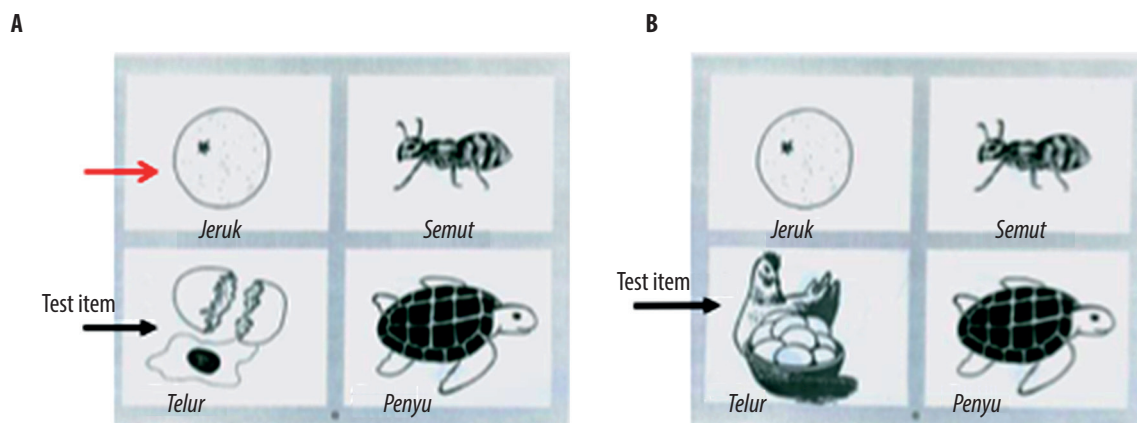 A
Jeruk
Semut
Test item
Telur
Penyu
B
Jeruk
Semut
Test item
Telur
Penyu